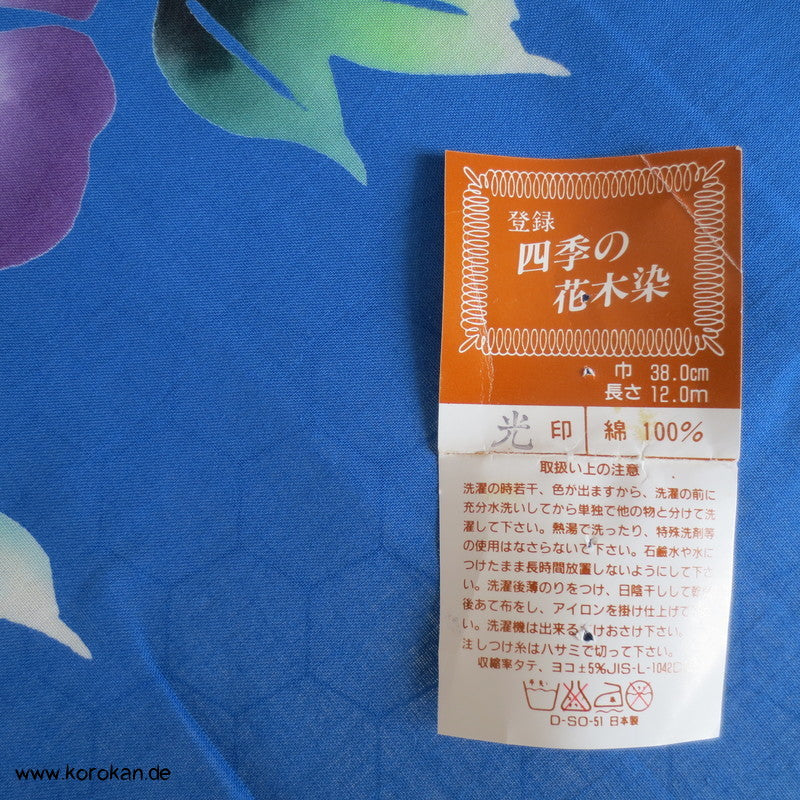 登録
四季の
花木染
巾 38.0cm
長さ 12.0m
光 印 綿 100%
取扱い上の注意
洗濯の時若干、色が出ますから、洗濯の前に
充分水洗いしてから単独で他の物と分けて洗
濯して下さい。熱湯で洗ったり、特殊洗剤等
の使用はなさらないで下さい。石鹼水や水に
つけたまま長時間放置しないようにして下さ
い。洗濯後薄のりをつけ、日陰干しして
後あて布をし、アイロンを掛け仕上げて
い。洗濯機は出来るだけおさけ下さい。
注 しつけ糸はハサミで切って下さい。
収縮率タテ、ヨコ±5%JIS-L-1042
D-SO-51 日本製
www.korokan.de